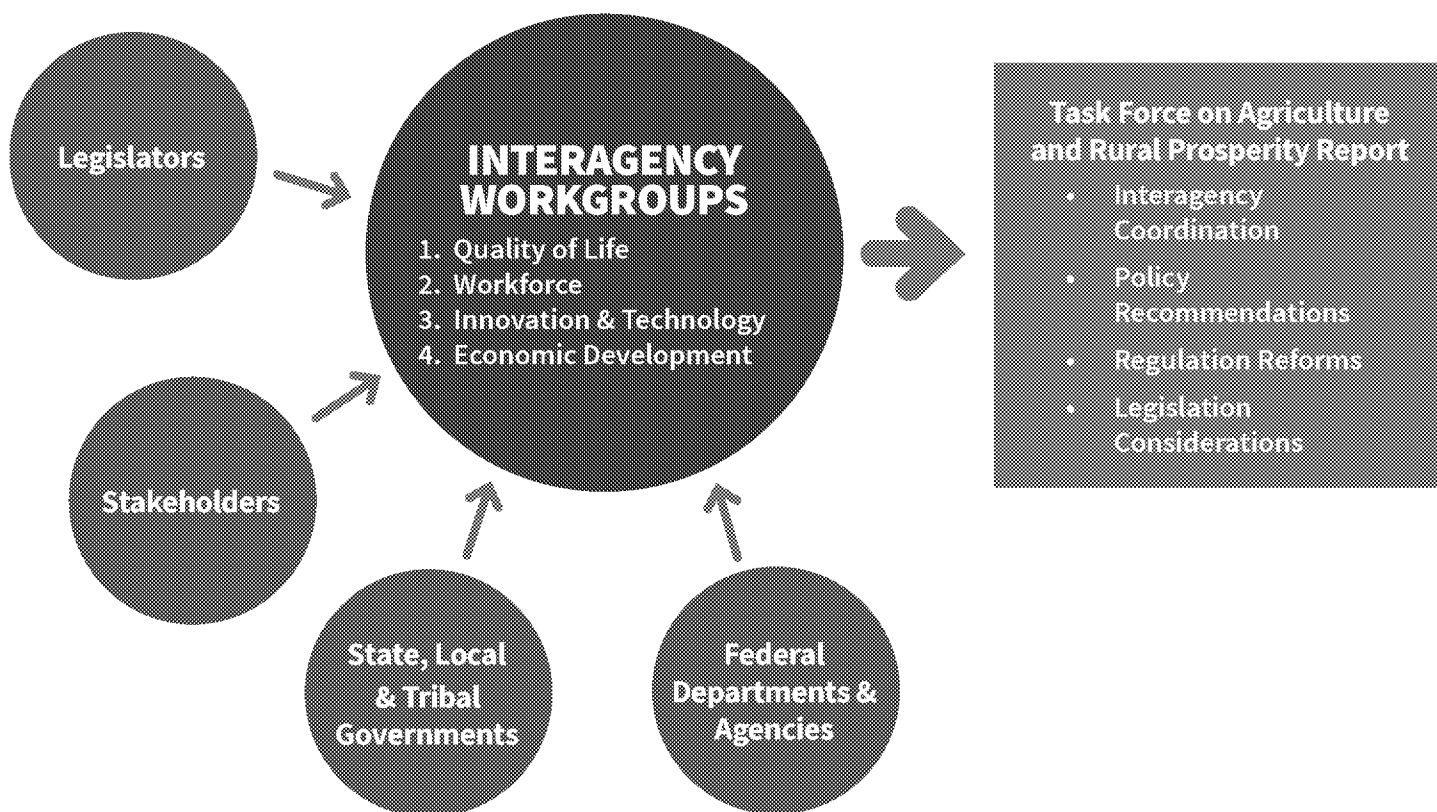 Legislators
INTERAGENCY
WORKGROUPS
1. Quality of Life
2. Workforce
3. Innovation & Technology
4. Economic Development
Task Force on Agriculture
and Rural Prosperity Report
• Interagency
Coordination
• Policy
Recommendations
• Regulation Reforms
• Legislation
Considerations
Stakeholders
State, Local
& Tribal
Governments
Federal
Departments &
Agencies